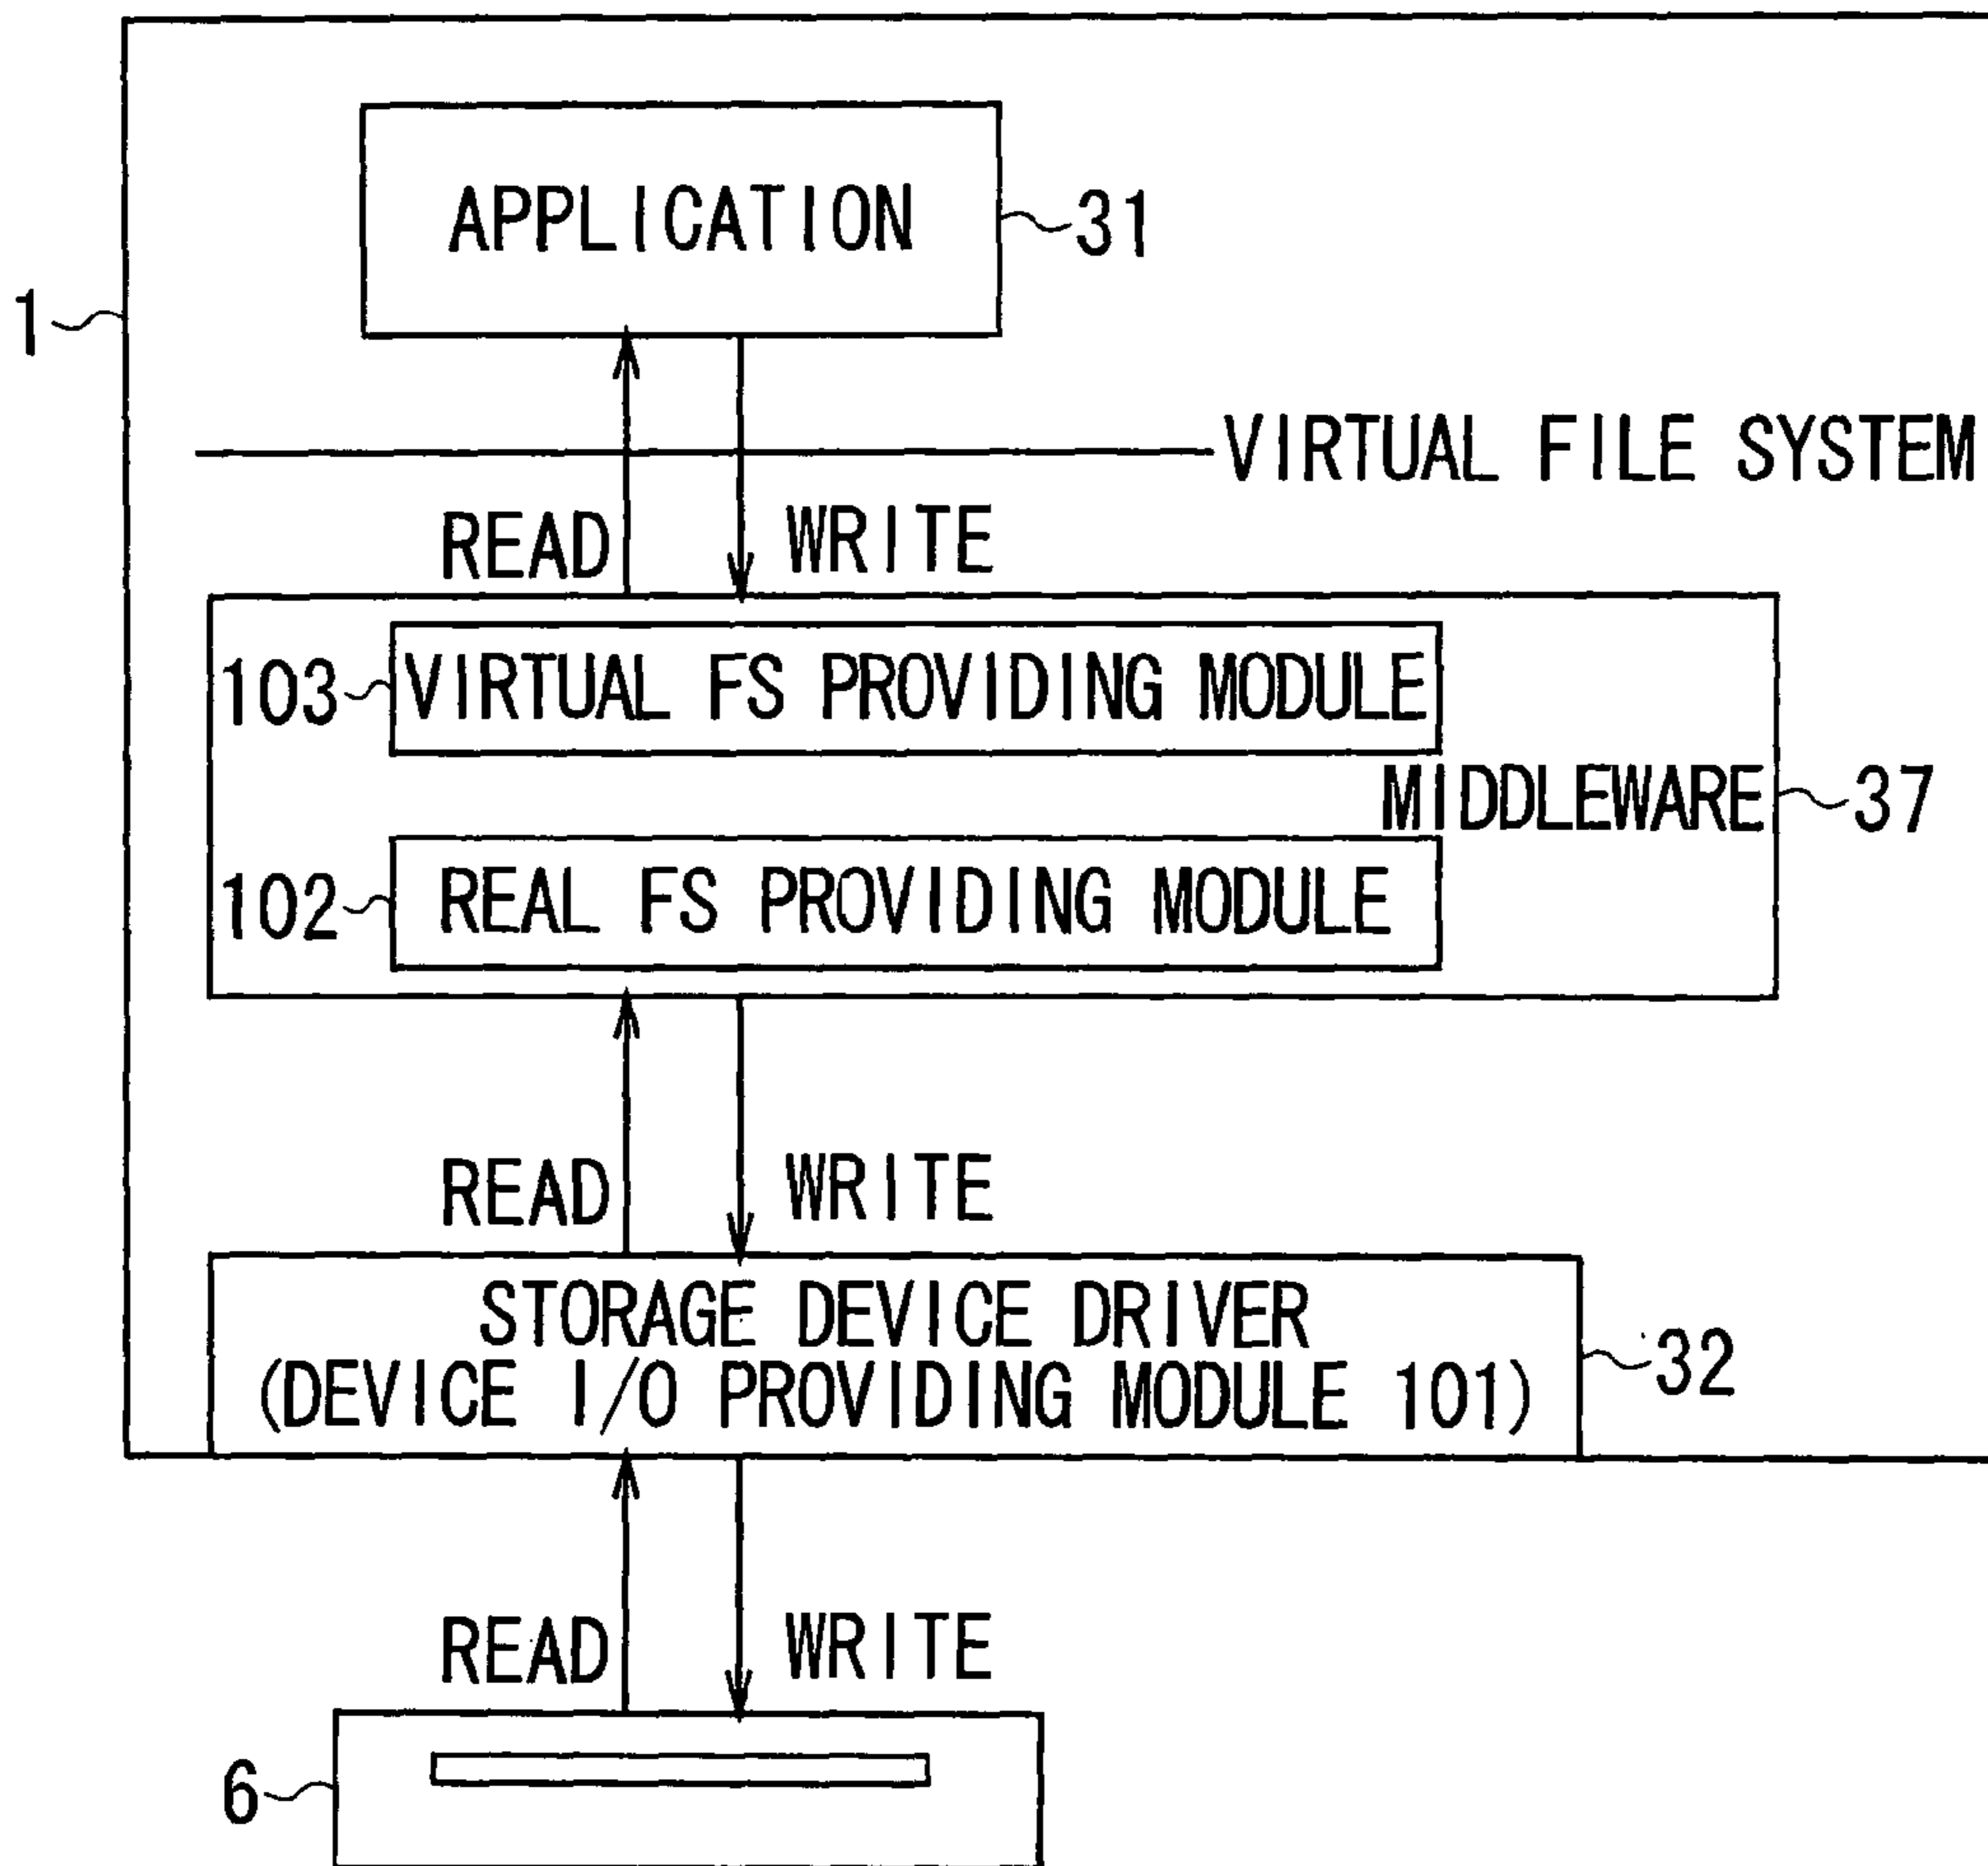 APPLICATION
31
1
VIRTUAL FILE SYSTEM
READ
WRITE
103
VIRTUAL FS PROVIDING MODULE
MIDDLEWARE
37
102
REAL FS PROVIDING MODULE
READ
WRITE
STORAGE DEVICE DRIVER
(DEVICE I/O PROVIDING MODULE 101)
32
READ
WRITE
6